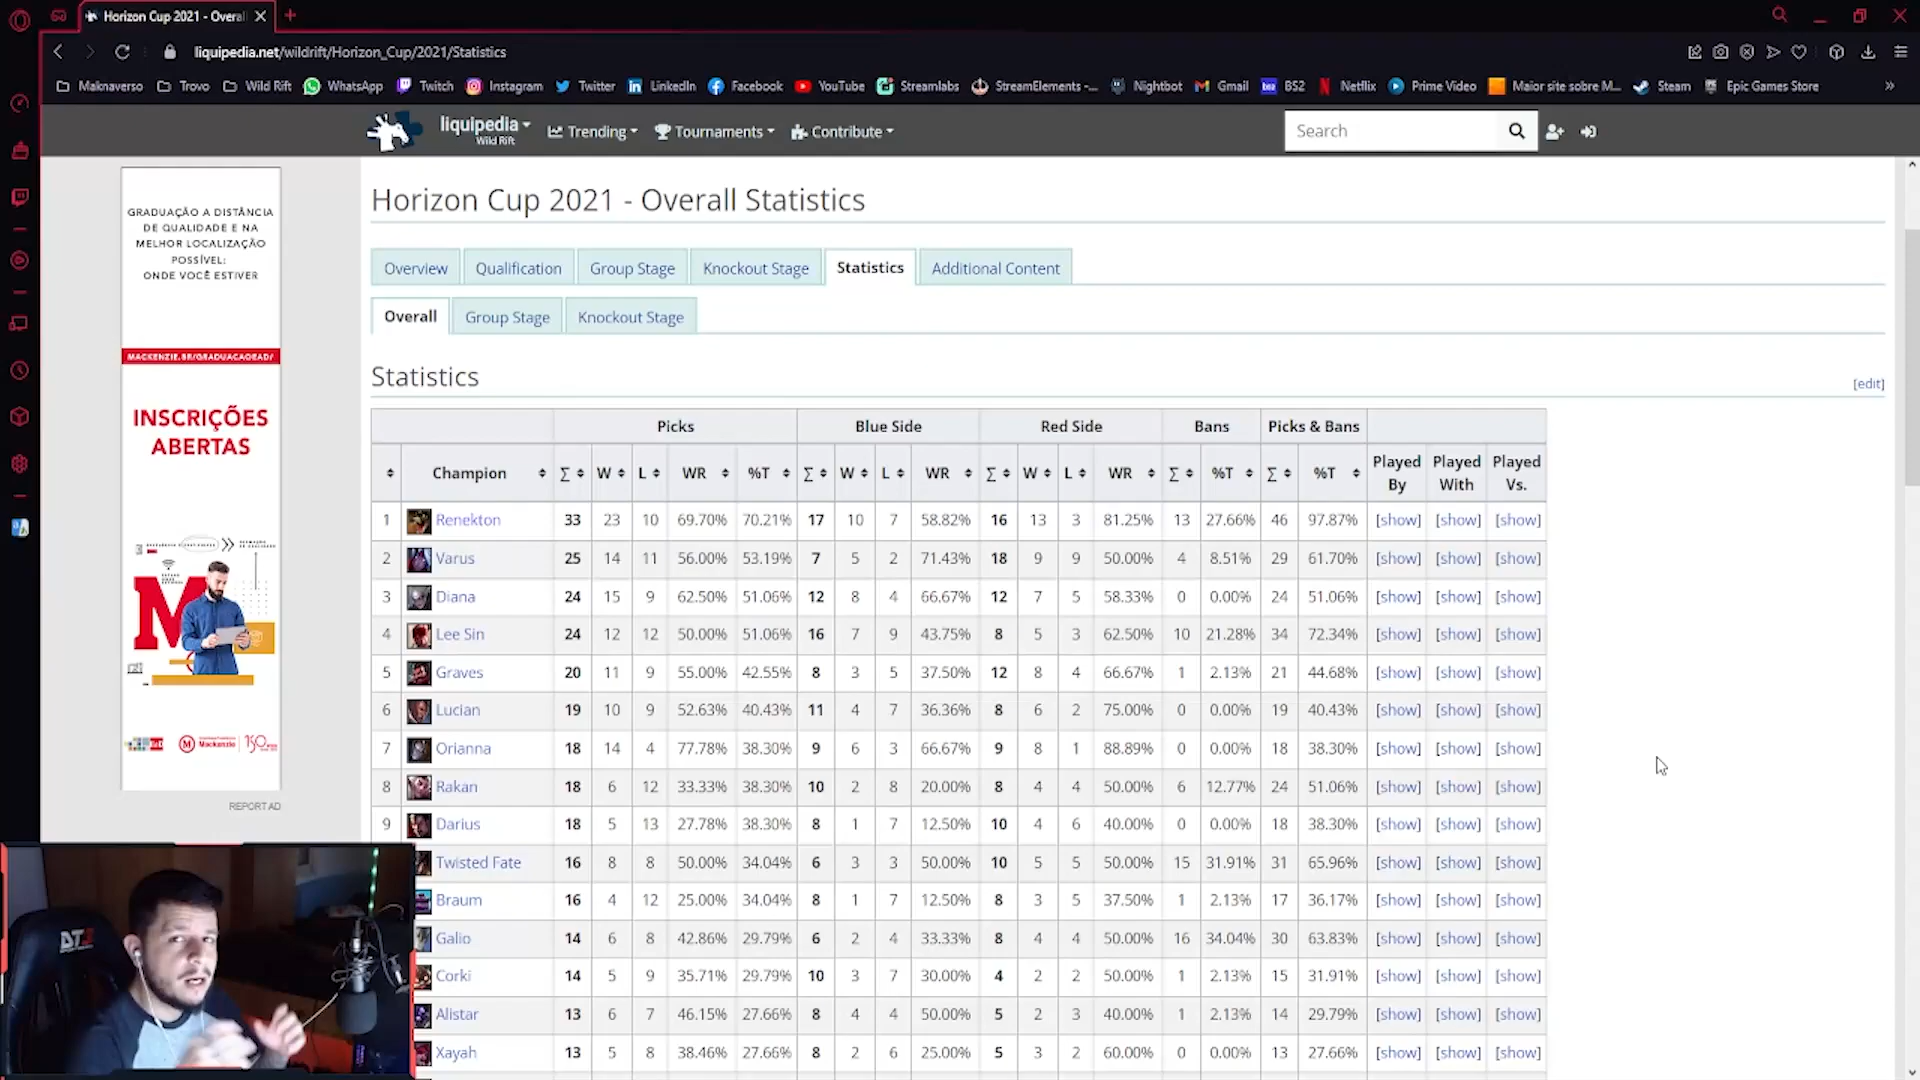 Horizon Cup 2021 - Overal
liquipedia.net/wildrift/Horizon_Cup/2021/Statistics
Maknaverso Trovo Wild Rift WhatsApp Twitch Instagram Twitter LinkedIn Facebook YouTube Streamlabs StreamElements -... Nightbot Gmail BS2 Netflix Prime Video Maior site sobre M... Steam Epic Games Store
liquipedia Trending Tournaments Contribute Search
Wild Rift
GRADUAÇÃO A DISTÂNCIA
DE QUALIDADE E NA
MELHOR LOCALIZAÇÃO
POSSÍVEL:
ONDE VOCÊ ESTIVER
MACKENZIE.BR/GRADUACAOEAD/
INSCRIÇÕES
ABERTAS
M
Mackenzie 150
REPORT AD
Horizon Cup 2021 - Overall Statistics
Overview Qualification Group Stage Knockout Stage Statistics Additional Content
Overall Group Stage Knockout Stage
Statistics [edit]
Picks Blue Side Red Side Bans Picks & Bans
Champion ∑ W L WR %T ∑ W L WR ∑ W L WR ∑ %T ∑ %T Played By Played With Played Vs.
1 Renekton 33 23 10 69.70% 70.21% 17 10 7 58.82% 16 13 3 81.25% 13 27.66% 46 97.87% [show] [show] [show]
2 Varus 25 14 11 56.00% 53.19% 7 5 2 71.43% 18 9 9 50.00% 4 8.51% 29 61.70% [show] [show] [show]
3 Diana 24 15 9 62.50% 51.06% 12 8 4 66.67% 12 7 5 58.33% 0 0.00% 24 51.06% [show] [show] [show]
4 Lee Sin 24 12 12 50.00% 51.06% 16 7 9 43.75% 8 5 3 62.50% 10 21.28% 34 72.34% [show] [show] [show]
5 Graves 20 11 9 55.00% 42.55% 8 3 5 37.50% 12 8 4 66.67% 1 2.13% 21 44.68% [show] [show] [show]
6 Lucian 19 10 9 52.63% 40.43% 11 4 7 36.36% 8 6 2 75.00% 0 0.00% 19 40.43% [show] [show] [show]
7 Orianna 18 14 4 77.78% 38.30% 9 6 3 66.67% 9 8 1 88.89% 0 0.00% 18 38.30% [show] [show] [show]
8 Rakan 18 6 12 33.33% 38.30% 10 2 8 20.00% 8 4 4 50.00% 6 12.77% 24 51.06% [show] [show] [show]
9 Darius 18 5 13 27.78% 38.30% 8 1 7 12.50% 10 4 6 40.00% 0 0.00% 18 38.30% [show] [show] [show]
Twisted Fate 16 8 8 50.00% 34.04% 6 3 3 50.00% 10 5 5 50.00% 15 31.91% 31 65.96% [show] [show] [show]
Braum 16 4 12 25.00% 34.04% 8 1 7 12.50% 8 3 5 37.50% 1 2.13% 17 36.17% [show] [show] [show]
Galio 14 6 8 42.86% 29.79% 6 2 4 33.33% 8 4 4 50.00% 16 34.04% 30 63.83% [show] [show] [show]
Corki 14 5 9 35.71% 29.79% 10 3 7 30.00% 4 2 2 50.00% 1 2.13% 15 31.91% [show] [show] [show]
Alistar 13 6 7 46.15% 27.66% 8 4 4 50.00% 5 2 3 40.00% 1 2.13% 14 29.79% [show] [show] [show]
Xayah 13 5 8 38.46% 27.66% 8 2 6 25.00% 5 3 2 60.00% 0 0.00% 13 27.66% [show] [show] [show]